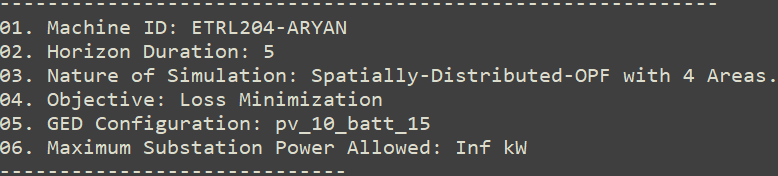 ------------------------------------------------------------
01. Machine ID: ETRL204-ARYAN
02. Horizon Duration: 5
03. Nature of Simulation: Spatially-Distributed-OPF with 4 Areas.
04. Objective: Loss Minimization
05. GED Configuration: pv_10_batt_15
06. Maximum Substation Power Allowed: Inf kW
-----------------------------